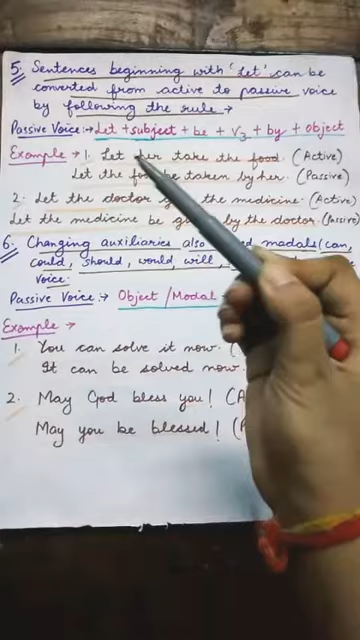 5. Sentences beginning with 'Let' can be
converted from active to passive voice
by following the rule →
Passive Voice:→ Let + subject + be + V3 + by + object
Example → 1. Let her take the food. (Active)
Let the be taken by her. (Passive)
2. Let the doctor the medicine. (Active)
Let the medicine be by the doctor. (Passive)
6. Changing auxiliaries also madals (can,
could, should, would, will,
voice.
Passive Voice:→ Object / Modal
Example →
1. You can solve it now.
It can be solved now.
2. May God bless you!
May you be blessed!